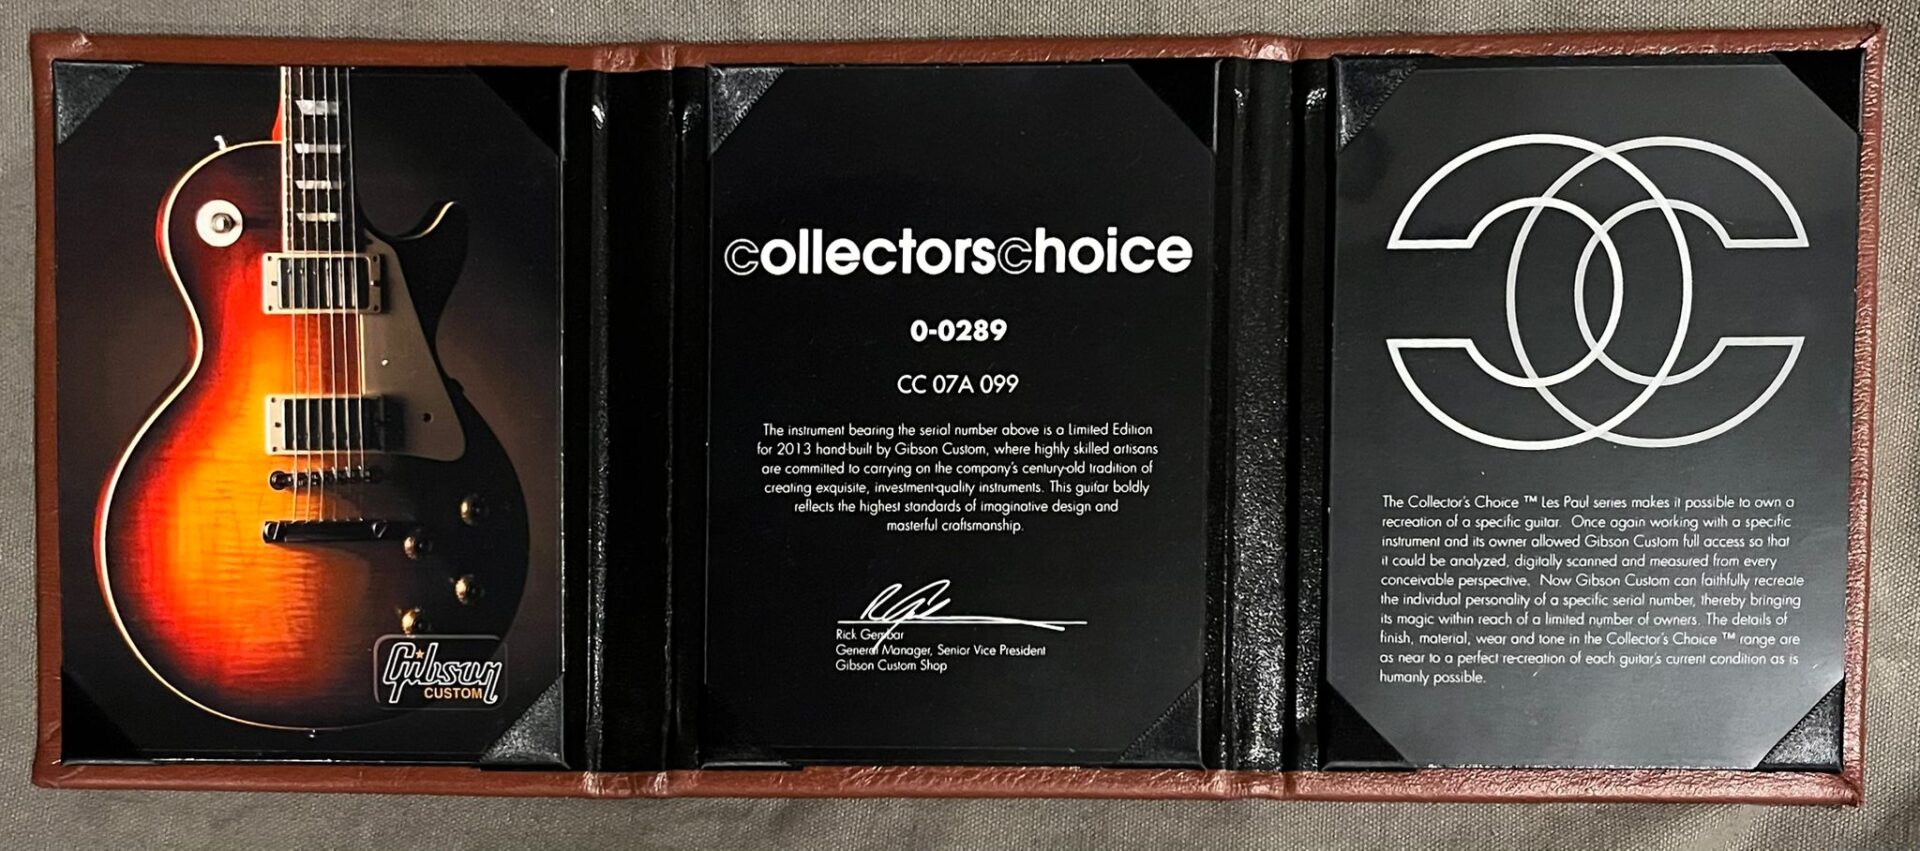 Gibson
CUSTOM
collectorschoice
0-0289
CC 07A 099
The instrument bearing the serial number above is a Limited Edition
for 2013 hand-built by Gibson Custom, where highly skilled artisans
are committed to carrying on the company's century-old tradition of
creating exquisite, investment-quality instruments. This guitar boldly
reflects the highest standards of imaginative design and
masterful craftsmanship.
Rick Gembar
General Manager, Senior Vice President
Gibson Custom Shop
The Collector's Choice ™ Les Paul series makes it possible to own a
recreation of a specific guitar. Once again working with a specific
instrument and its owner allowed Gibson Custom full access so that
it could be analyzed, digitally scanned and measured from every
conceivable perspective. Now Gibson Custom can faithfully recreate
the individual personality of a specific serial number, thereby bringing
its magic within reach of a limited number of owners. The details of
finish, material, wear and tone in the Collector's Choice ™ range are
as near to a perfect re-creation of each guitar's current condition as is
humanly possible.